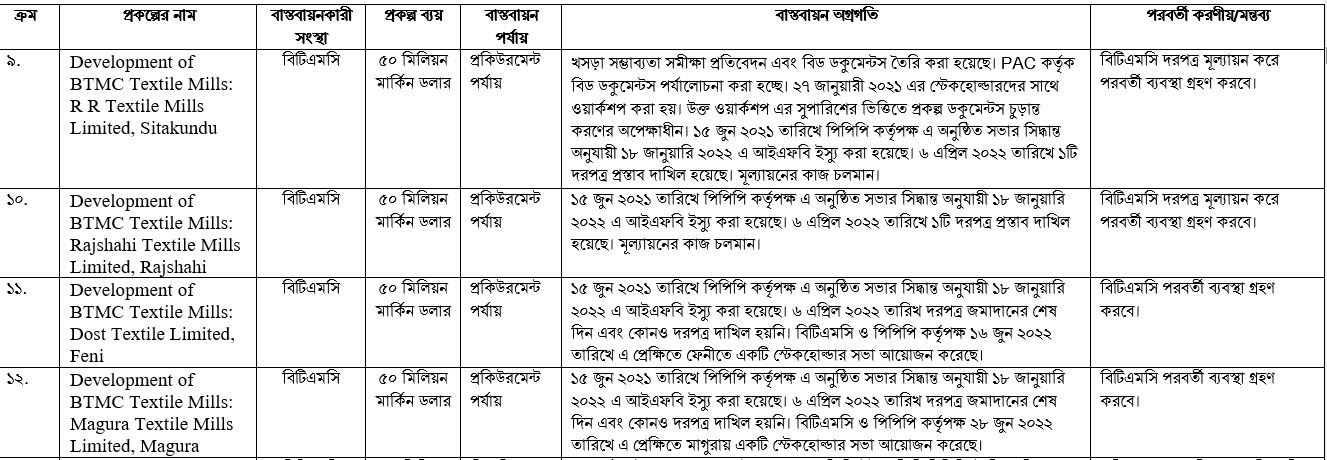 ক্রম
প্রকল্পের নাম
বাস্তবায়নকারী
সংস্থা
প্রকল্প ব্যয়
বাস্তবায়ন
পর্যায়
বাস্তবায়ন অগ্রগতি
পরবর্তী করণীয়/মন্তব্য
৯.
Development of
BTMC Textile Mills:
R R Textile Mills
Limited, Sitakundu
বিটিএমসি
৫০ মিলিয়ন
মার্কিন ডলার
প্রকিউরমেন্ট
পর্যায়
খসড়া সম্ভাব্যতা সমীক্ষা প্রতিবেদন এবং বিড ডকুমেন্টস তৈরি করা হয়েছে। PAC কর্তৃক
বিড ডকুমেন্টস পর্যালোচনা করা হচ্ছে। ২৭ জানুয়ারী ২০২১ এর স্টেকহোল্ডারদের সাথে
ওয়ার্কশপ করা হয়। উক্ত ওয়ার্কশপ এর সুপারিশের ভিত্তিতে প্রকল্প ডকুমেন্টস চুড়ান্ত
করণের অপেক্ষাধীন। ১৫ জুন ২০২১ তারিখে পিপিপি কর্তৃপক্ষ এ অনুষ্ঠিত সভার সিদ্ধান্ত
অনুযায়ী ১৮ জানুয়ারি ২০২২ এ আইএফবি ইস্যু করা হয়েছে। ৬ এপ্রিল ২০২২ তারিখে ১টি
দরপত্র প্রস্তাব দাখিল হয়েছে। মূল্যায়নের কাজ চলমান।
বিটিএমসি দরপত্র মূল্যায়ন করে
পরবর্তী ব্যবস্থা গ্রহণ করবে।
১০.
Development of
BTMC Textile Mills:
Rajshahi Textile Mills
Limited, Rajshahi
বিটিএমসি
৫০ মিলিয়ন
মার্কিন ডলার
প্রকিউরমেন্ট
পর্যায়
১৫ জুন ২০২১ তারিখে পিপিপি কর্তৃপক্ষ এ অনুষ্ঠিত সভার সিদ্ধান্ত অনুযায়ী ১৮ জানুয়ারি
২০২২ এ আইএফবি ইস্যু করা হয়েছে। ৬ এপ্রিল ২০২২ তারিখে ১টি দরপত্র প্রস্তাব দাখিল
হয়েছে। মূল্যায়নের কাজ চলমান।
বিটিএমসি দরপত্র মূল্যায়ন করে
পরবর্তী ব্যবস্থা গ্রহণ করবে।
১১.
Development of
BTMC Textile Mills:
Dost Textile Limited,
Feni
বিটিএমসি
৫০ মিলিয়ন
মার্কিন ডলার
প্রকিউরমেন্ট
পর্যায়
১৫ জুন ২০২১ তারিখে পিপিপি কর্তৃপক্ষ এ অনুষ্ঠিত সভার সিদ্ধান্ত অনুযায়ী ১৮ জানুয়ারি
২০২২ এ আইএফবি ইস্যু করা হয়েছে। ৬ এপ্রিল ২০২২ তারিখ দরপত্র জমাদানের শেষ
দিন এবং কোনও দরপত্র দাখিল হয়নি। বিটিএমসি ও পিপিপি কর্তৃপক্ষ ১৬ জুন ২০২২
তারিখে এ প্রেক্ষিতে ফেনীতে একটি স্টেকহোল্ডার সভা আয়োজন করেছে।
বিটিএমসি পরবর্তী ব্যবস্থা গ্রহণ
করবে।
১২.
Development of
BTMC Textile Mills:
Magura Textile Mills
Limited, Magura
বিটিএমসি
৫০ মিলিয়ন
মার্কিন ডলার
প্রকিউরমেন্ট
পর্যায়
১৫ জুন ২০২১ তারিখে পিপিপি কর্তৃপক্ষ এ অনুষ্ঠিত সভার সিদ্ধান্ত অনুযায়ী ১৮ জানুয়ারি
২০২২ এ আইএফবি ইস্যু করা হয়েছে। ৬ এপ্রিল ২০২২ তারিখ দরপত্র জমাদানের শেষ
দিন এবং কোনও দরপত্র দাখিল হয়নি। বিটিএমসি ও পিপিপি কর্তৃপক্ষ ২৮ জুন ২০২২
তারিখে এ প্রেক্ষিতে মাগুরায় একটি স্টেকহোল্ডার সভা আয়োজন করেছে।
বিটিএমসি পরবর্তী ব্যবস্থা গ্রহণ
করবে।